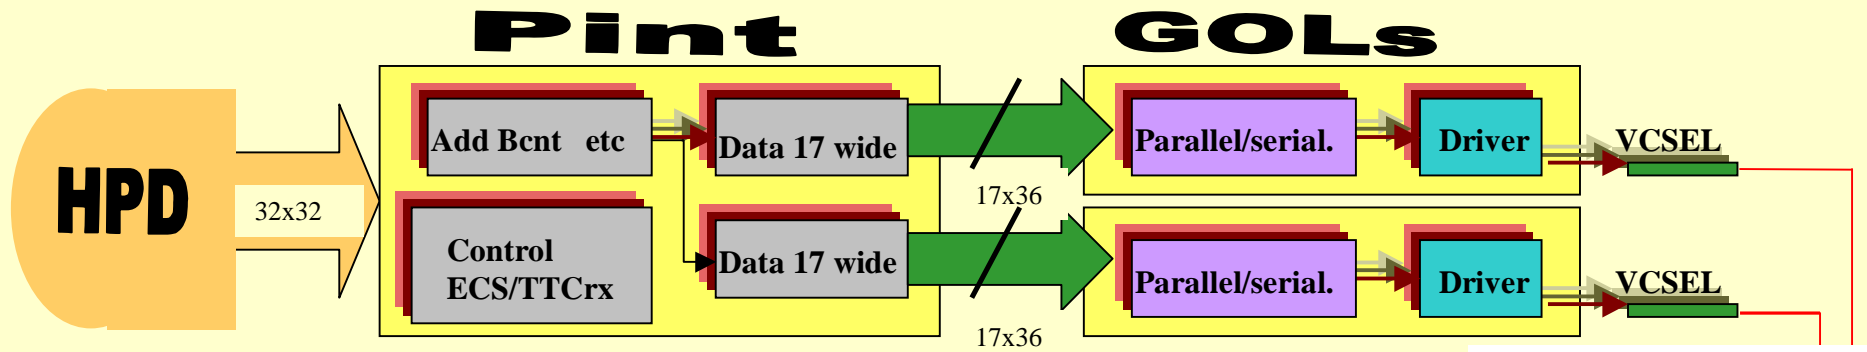 Pint
GOLs
HPD
32x32
Add Bcnt etc
Data 17 wide
Control
ECS/TTCrx
Data 17 wide
17x36
17x36
Parallel/serial.
Driver
VCSEL
Parallel/serial.
Driver
VCSEL